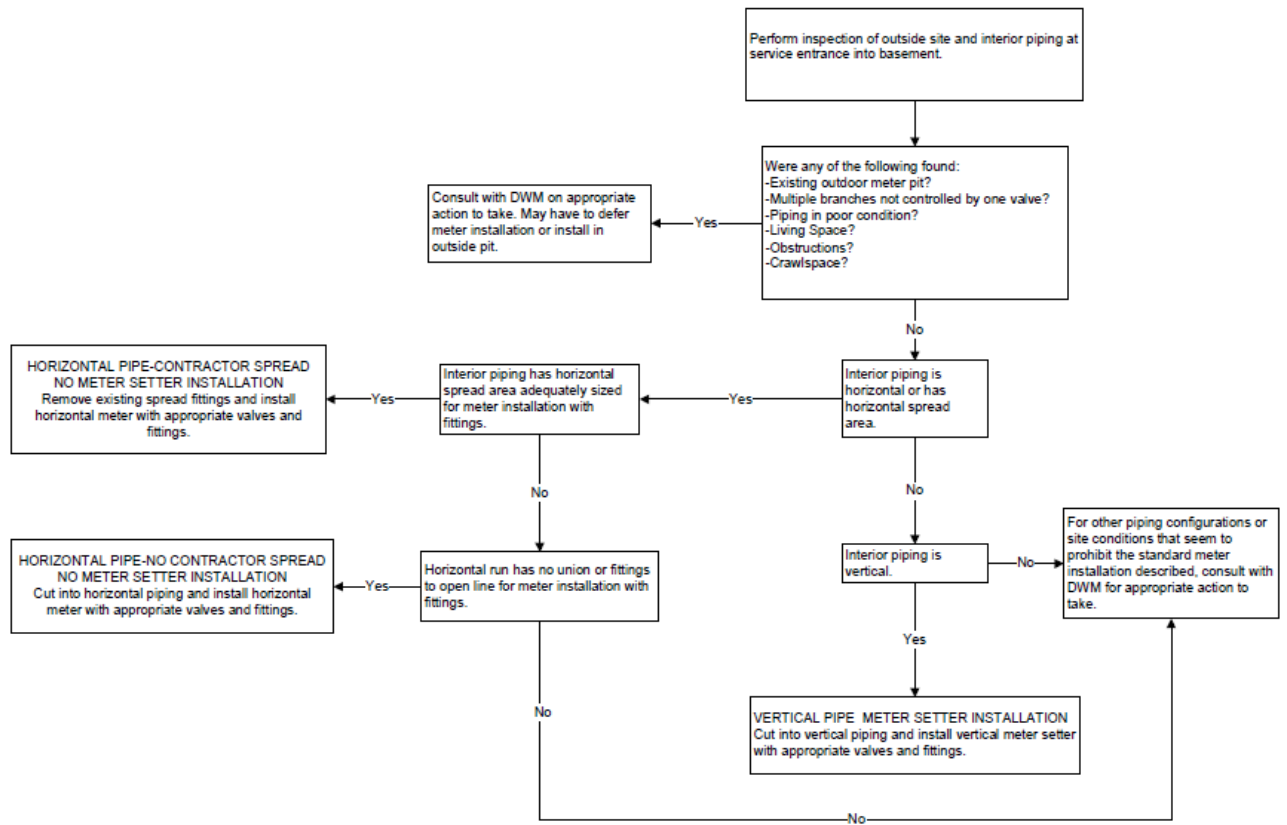 Perform inspection of outside site and interior piping at
service entrance into basement.
Were any of the following found:
-Existing outdoor meter pit?
-Multiple branches not controlled by one valve?
-Piping in poor condition?
-Living Space?
-Obstructions?
-Crawlspace?
Yes
Consult with DWM on appropriate
action to take. May have to defer
meter installation or install in
outside pit.
No
Interior piping is
horizontal or has
horizontal spread
area.
Yes
Interior piping has horizontal
spread area adequately sized
for meter installation with
fittings.
Yes
HORIZONTAL PIPE-CONTRACTOR SPREAD
NO METER SETTER INSTALLATION
Remove existing spread fittings and install
horizontal meter with appropriate valves and
fittings.
No
No
Horizontal run has no union or fittings
to open line for meter installation with
fittings.
Yes
HORIZONTAL PIPE-NO CONTRACTOR SPREAD
NO METER SETTER INSTALLATION
Cut into horizontal piping and install horizontal
meter with appropriate valves and fittings.
Interior piping is
vertical.
No
For other piping configurations or
site conditions that seem to
prohibit the standard meter
installation described, consult with
DWM for appropriate action to
take.
Yes
VERTICAL PIPE METER SETTER INSTALLATION
Cut into vertical piping and install vertical meter setter
with appropriate valves and fittings.
No
No